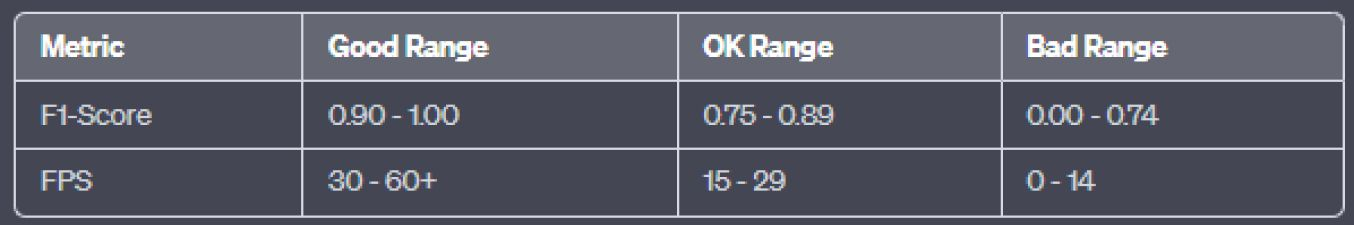 Metric Good Range OK Range Bad Range
F1-Score 0.90 - 1.00 0.75 - 0.89 0.00 - 0.74
FPS 30 - 60+ 15 - 29 0 - 14